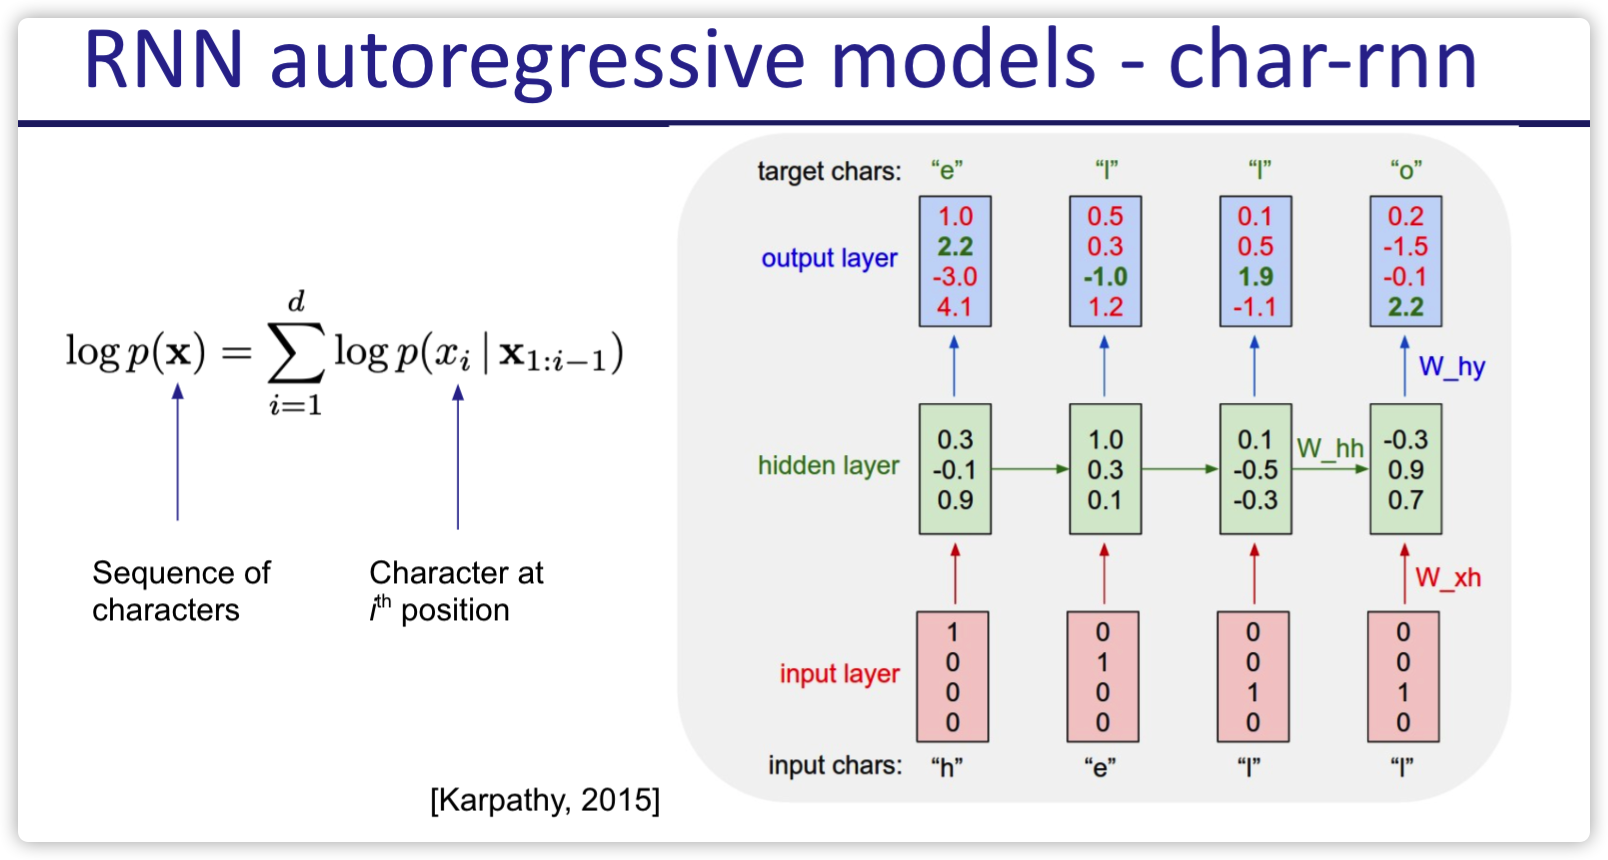 RNN autoregressive models - char-rnn
log p(x) = ∑_{i=1}^{d} log p(x_i | x_{1:i−1})
Sequence of
characters
Character at
i^th position
[Karpathy, 2015]
target chars: “e” “l” “l” “o”
output layer
1.0 0.5 0.1 0.2
2.2 0.3 0.5 -1.5
-3.0 -1.0 1.9 -0.1
4.1 1.2 -1.1 2.2
W_hy
hidden layer
0.3 1.0 0.1 -0.3
-0.1 0.3 -0.5 0.9
0.9 0.1 -0.3 0.7
W_hh
W_xh
input layer
1 0 0 0
0 1 0 0
0 0 1 1
0 0 0 0
input chars: “h” “e” “l” “l”